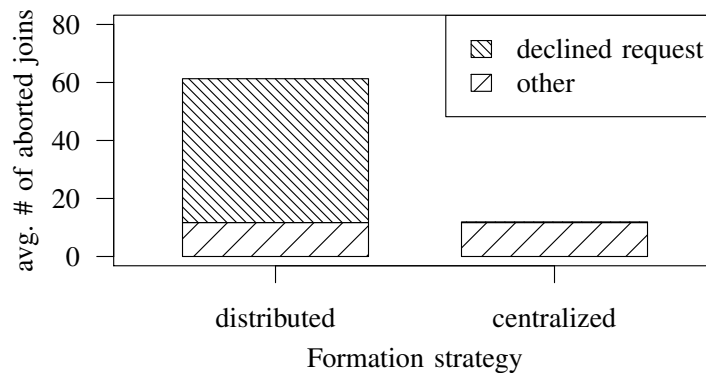 avg. # of aborted joins
80
60
40
20
0
declined request
other
distributed
centralized
Formation strategy